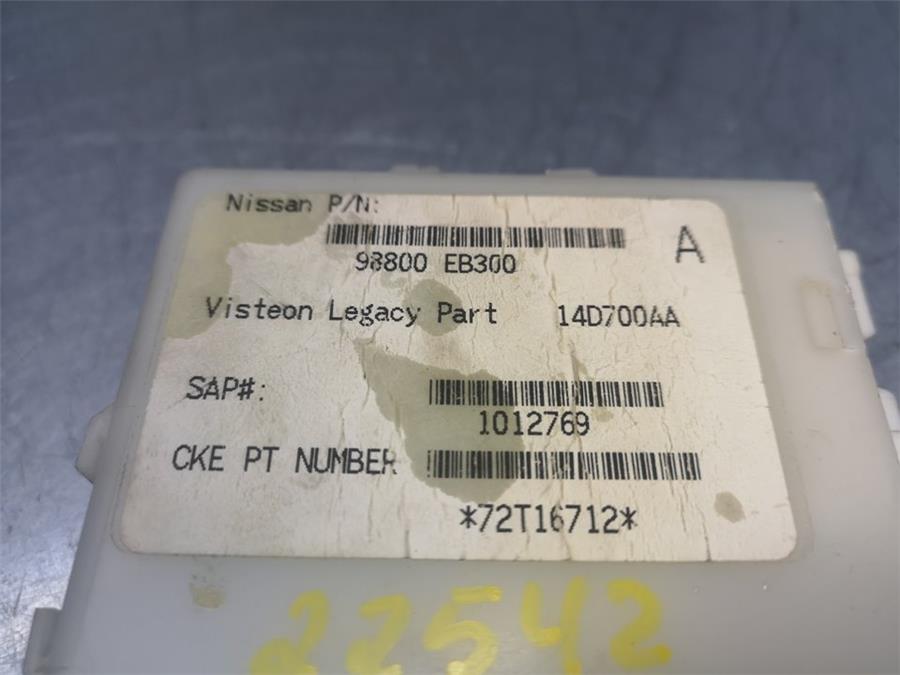 Nissan P/N:
A
98800 EB300
Visteon Legacy Part 14D700AA
SAP#:
1012769
CKE PT NUMBER
*72T16712*
22542